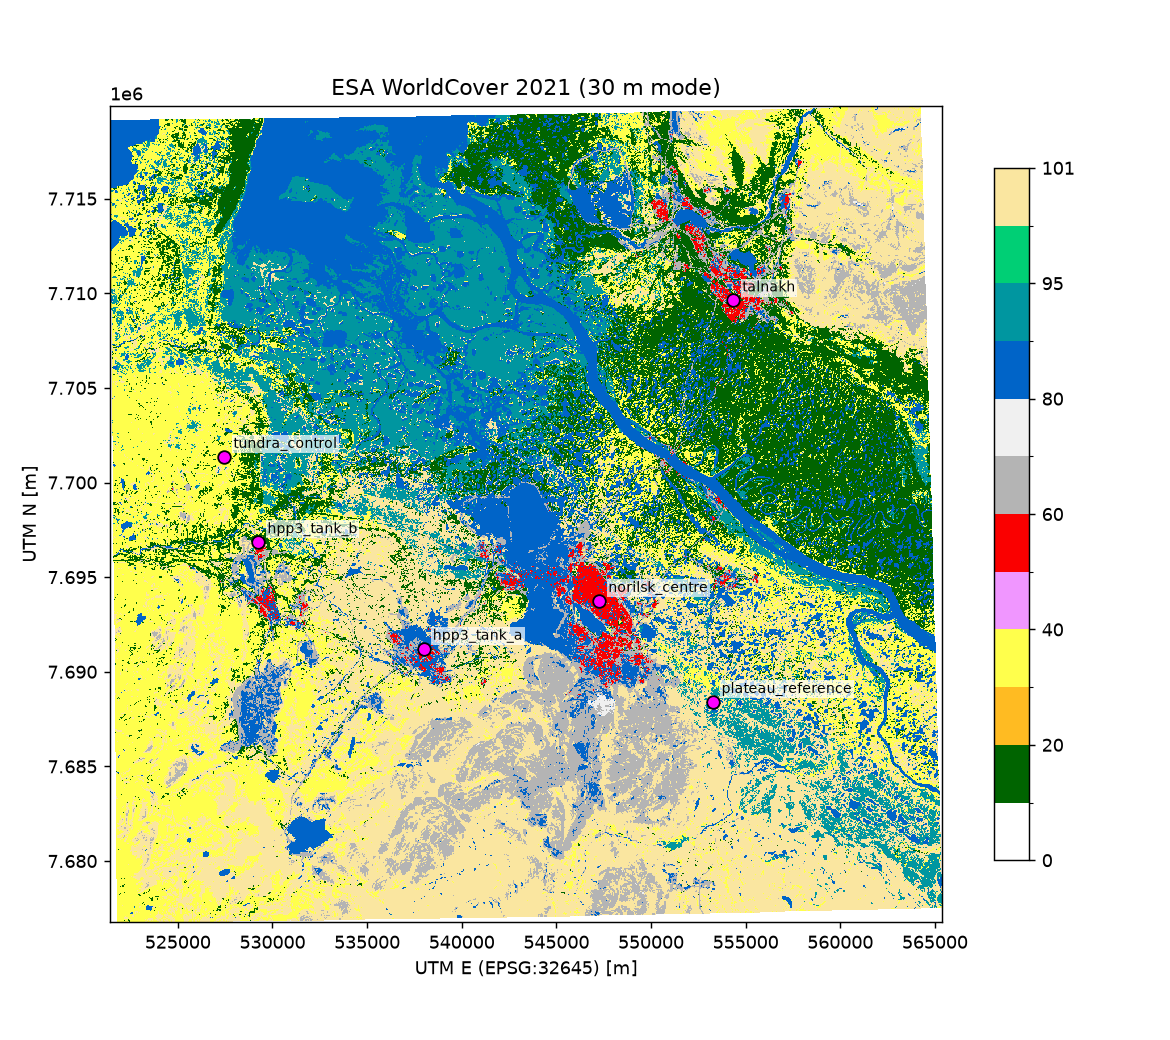 ESA WorldCover 2021 (30 m mode)
1e6
7.715
7.710
7.705
7.700
7.695
7.690
7.685
7.680
UTM N [m]
talnakh
tundra_control
hpp3_tank_b
norilsk_centre
hpp3_tank_a
plateau_reference
525000 530000 535000 540000 545000 550000 555000 560000 565000
UTM E (EPSG:32645) [m]
101
95
80
60
40
20
0